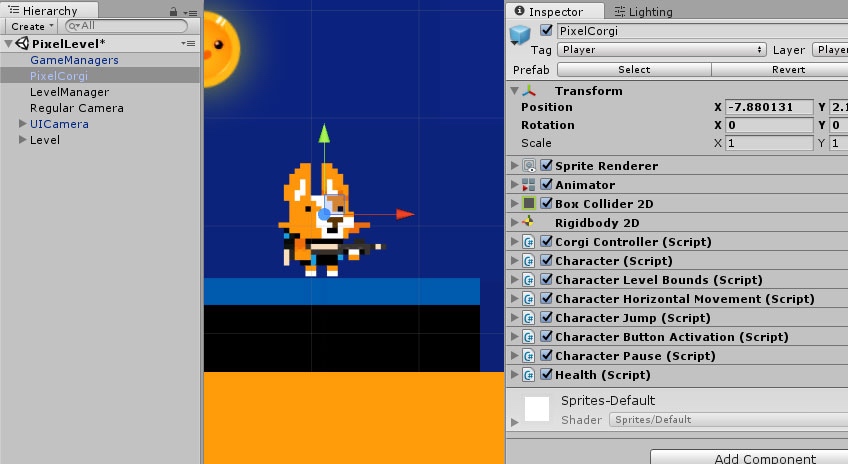 Hierarchy
Create
All
PixelLevel*
GameManagers
PixelCorgi
LevelManager
Regular Camera
UICamera
Level
Inspector
Lighting
PixelCorgi
Tag Player Layer Player
Prefab Select Revert
Transform
Position X -7.880131 Y 2.1
Rotation X 0 Y 0
Scale X 1 Y 1
Sprite Renderer
Animator
Box Collider 2D
Rigidbody 2D
Corgi Controller (Script)
Character (Script)
Character Level Bounds (Script)
Character Horizontal Movement (Script)
Character Jump (Script)
Character Button Activation (Script)
Character Pause (Script)
Health (Script)
Sprites-Default
Shader Sprites/Default
Add Component